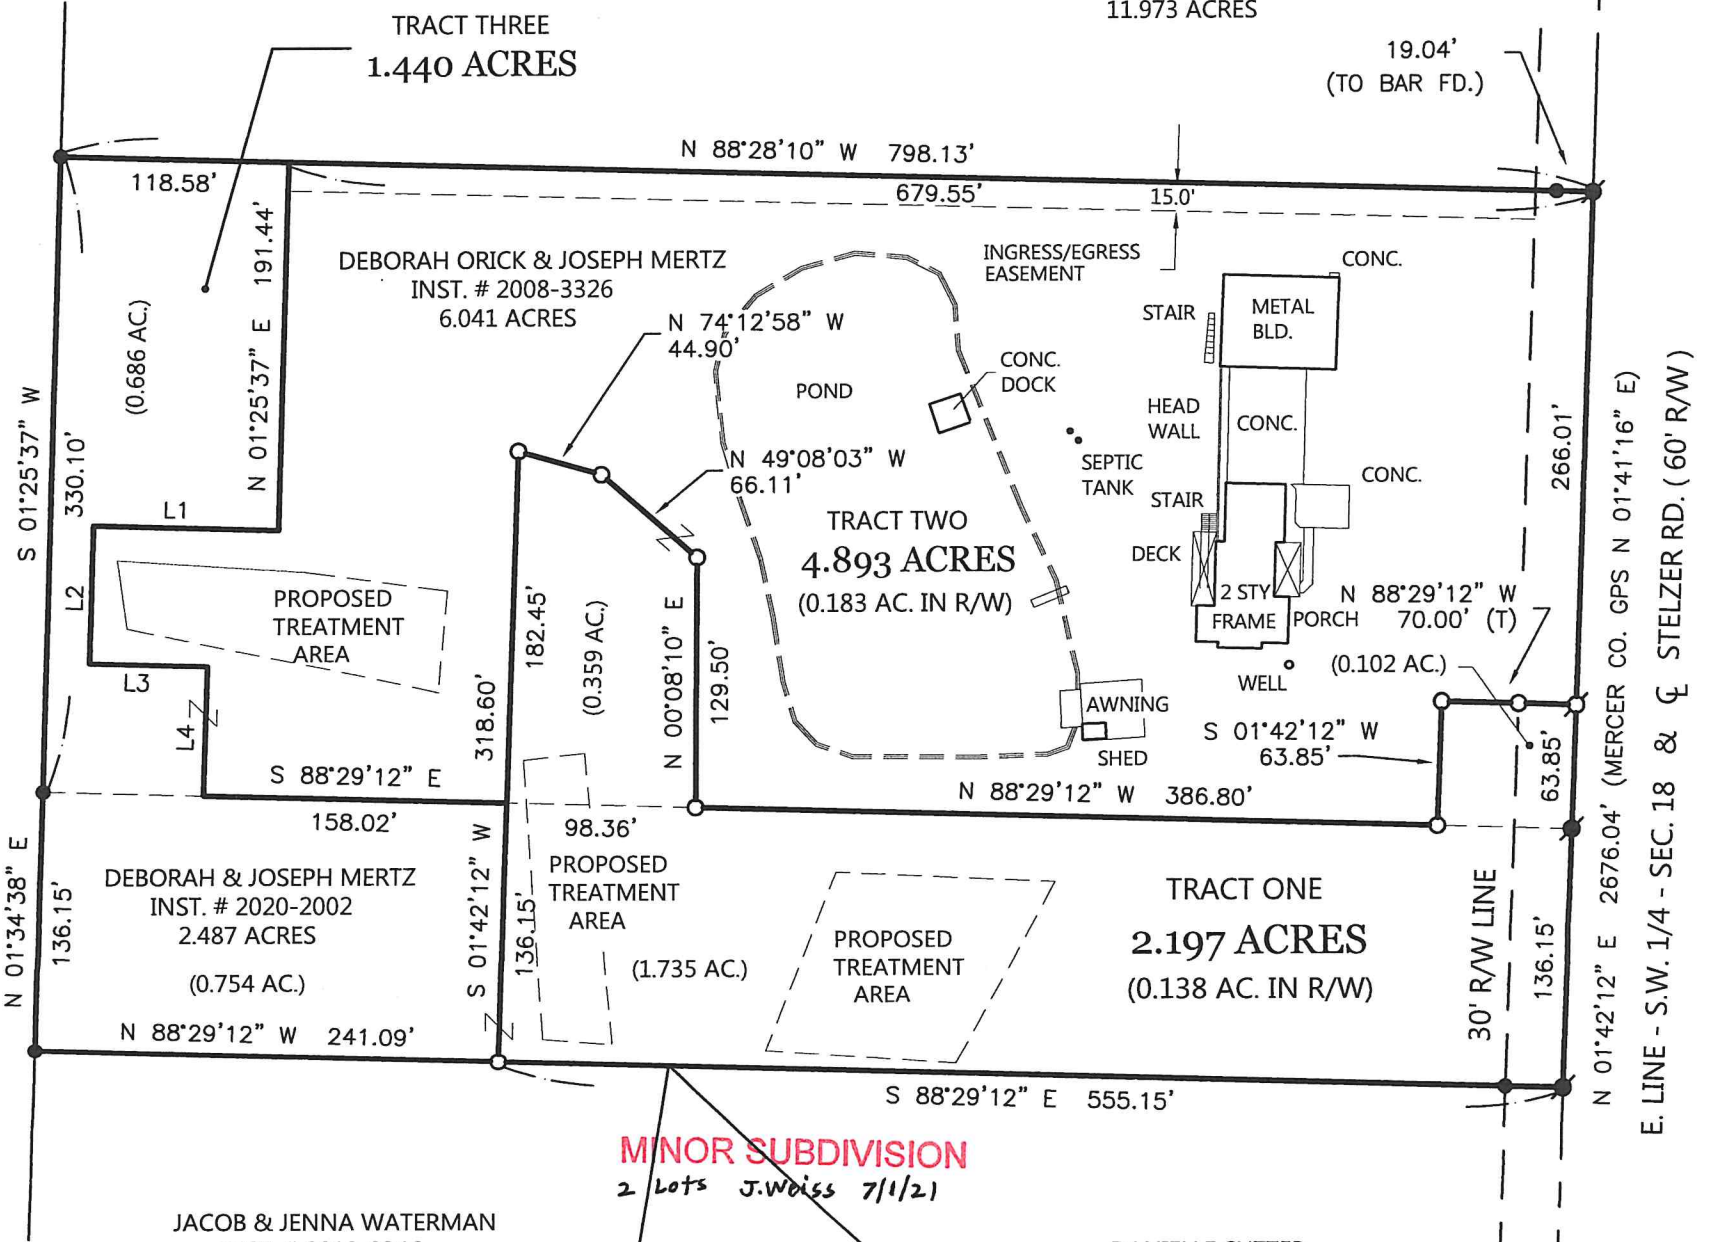 TRACT THREE
1.440 ACRES
11.973 ACRES
19.04'
(TO BAR FD.)
N 88°28'10" W 798.13'
118.58'
679.55'
15.0'
191.44'
N 01°25'37" E
DEBORAH ORICK & JOSEPH MERTZ
INST. # 2008-3326
6.041 ACRES
INGRESS/EGRESS
EASEMENT
CONC.
STAIR
METAL
BLD.
(0.686 AC.)
N 74°12'58" W
44.90'
POND
CONC.
DOCK
HEAD
WALL
CONC.
S 01°25'37" W
330.10'
N 49°08'03" W
66.11'
SEPTIC
TANK
CONC.
266.01'
STAIR
L1
TRACT TWO
4.893 ACRES
(0.183 AC. IN R/W)
DECK
L2
PROPOSED
TREATMENT
AREA
182.45'
(0.359 AC.)
N 00°08'10" E
129.50'
2 STY
FRAME
PORCH
N 88°29'12" W
70.00' (T)
(0.102 AC.)
WELL
L3
L4
318.60'
AWNING
SHED
S 01°42'12" W
63.85'
63.85'
S 88°29'12" E
158.02'
98.36'
N 88°29'12" W 386.80'
N 01°34'38" E
136.15'
DEBORAH & JOSEPH MERTZ
INST. # 2020-2002
2.487 ACRES
(0.754 AC.)
S 01°42'12" W
136.15'
PROPOSED
TREATMENT
AREA
(1.735 AC.)
PROPOSED
TREATMENT
AREA
TRACT ONE
2.197 ACRES
(0.138 AC. IN R/W)
30' R/W LINE
136.15'
N 01°42'12" E 2676.04' (MERCER CO. GPS N 01°41'16" E)
E. LINE - S.W. 1/4 - SEC. 18 & ℄ STELZER RD. ( 60' R/W )
N 88°29'12" W 241.09'
S 88°29'12" E 555.15'
MINOR SUBDIVISION
2 Lots J.Weiss 7/1/21
JACOB & JENNA WATERMAN